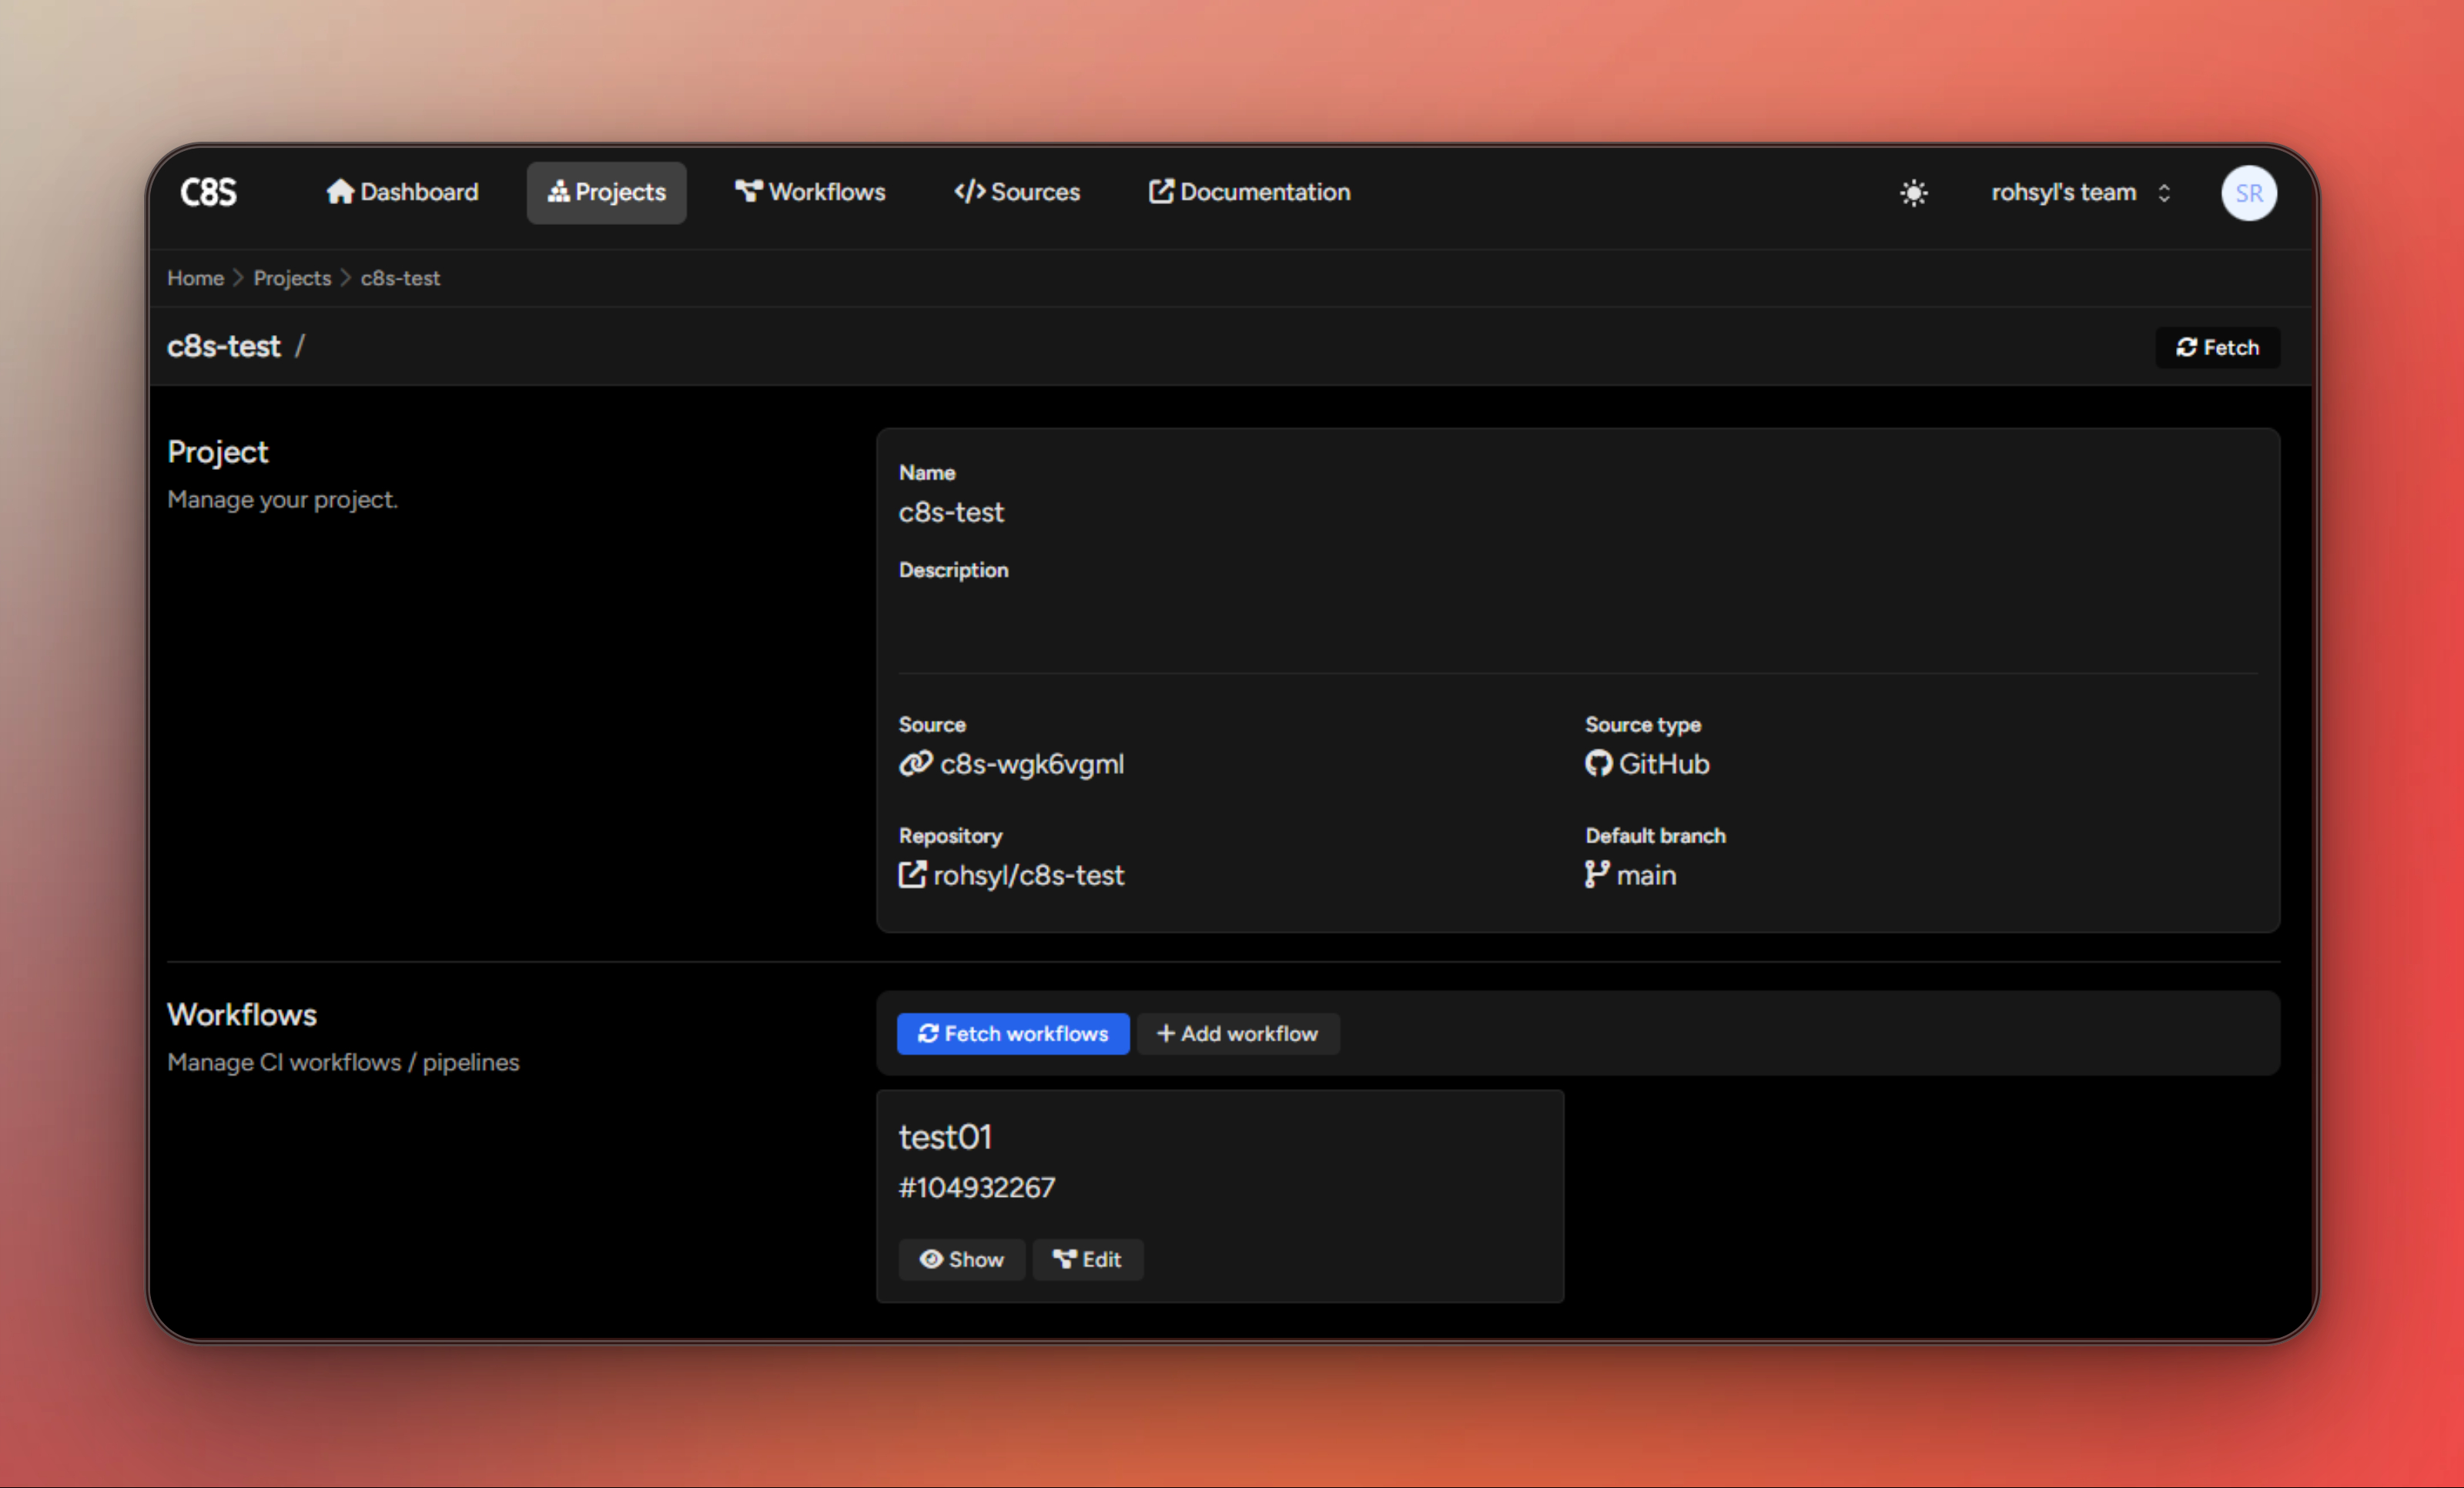 C8S Dashboard Projects Workflows Sources Documentation rohsyl's team SR
Home Projects c8s-test
c8s-test / Fetch
Project
Manage your project.
Name
c8s-test
Description
Source Source type
c8s-wgk6vgml GitHub
Repository Default branch
rohsyl/c8s-test main
Workflows
Manage CI workflows / pipelines
Fetch workflows + Add workflow
test01
#104932267
Show Edit